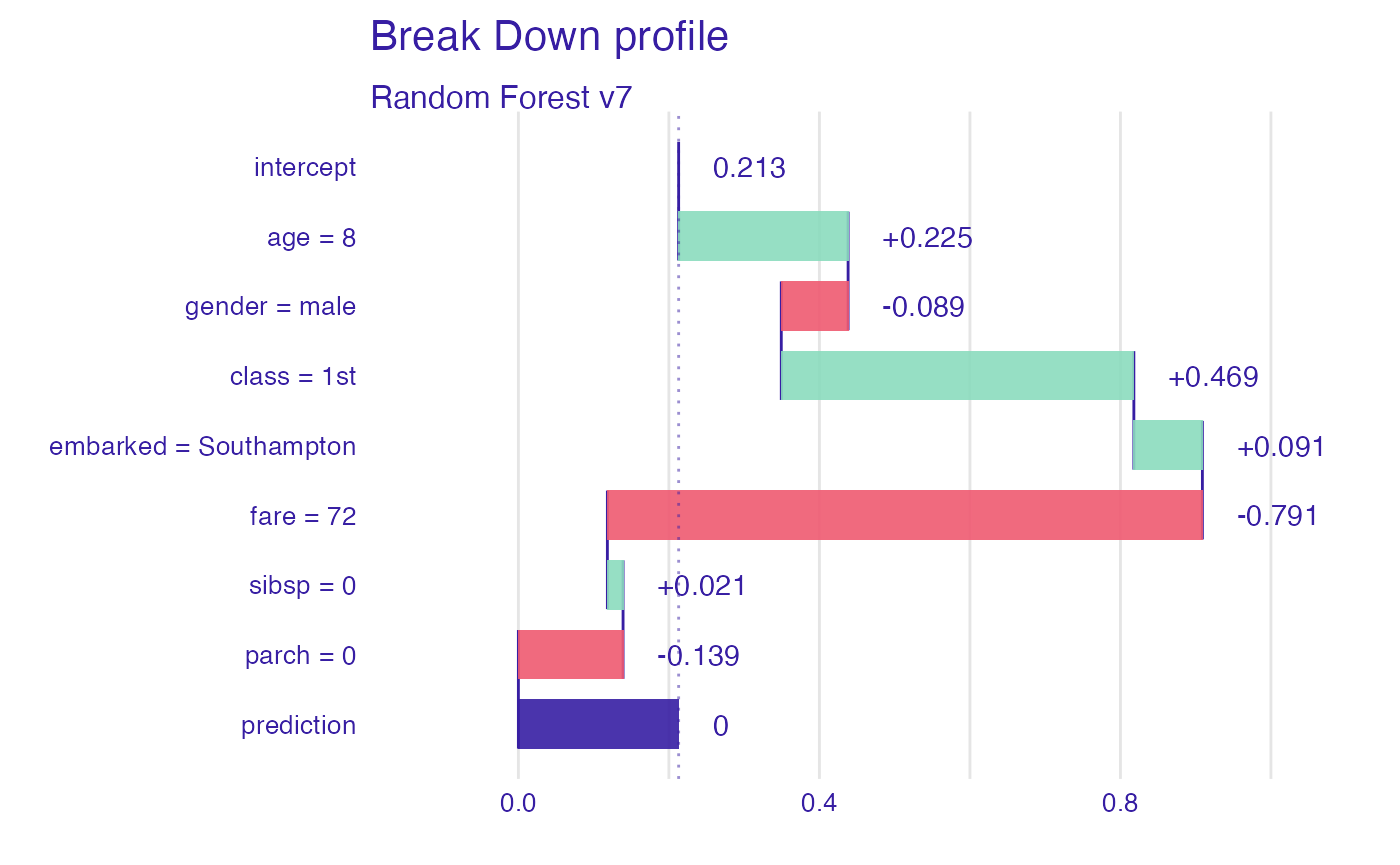 Break Down profile
Random Forest v7
intercept 0.213
age = 8 +0.225
gender = male -0.089
class = 1st +0.469
embarked = Southampton +0.091
fare = 72 -0.791
sibsp = 0 +0.021
parch = 0 -0.139
prediction 0
0.0 0.4 0.8